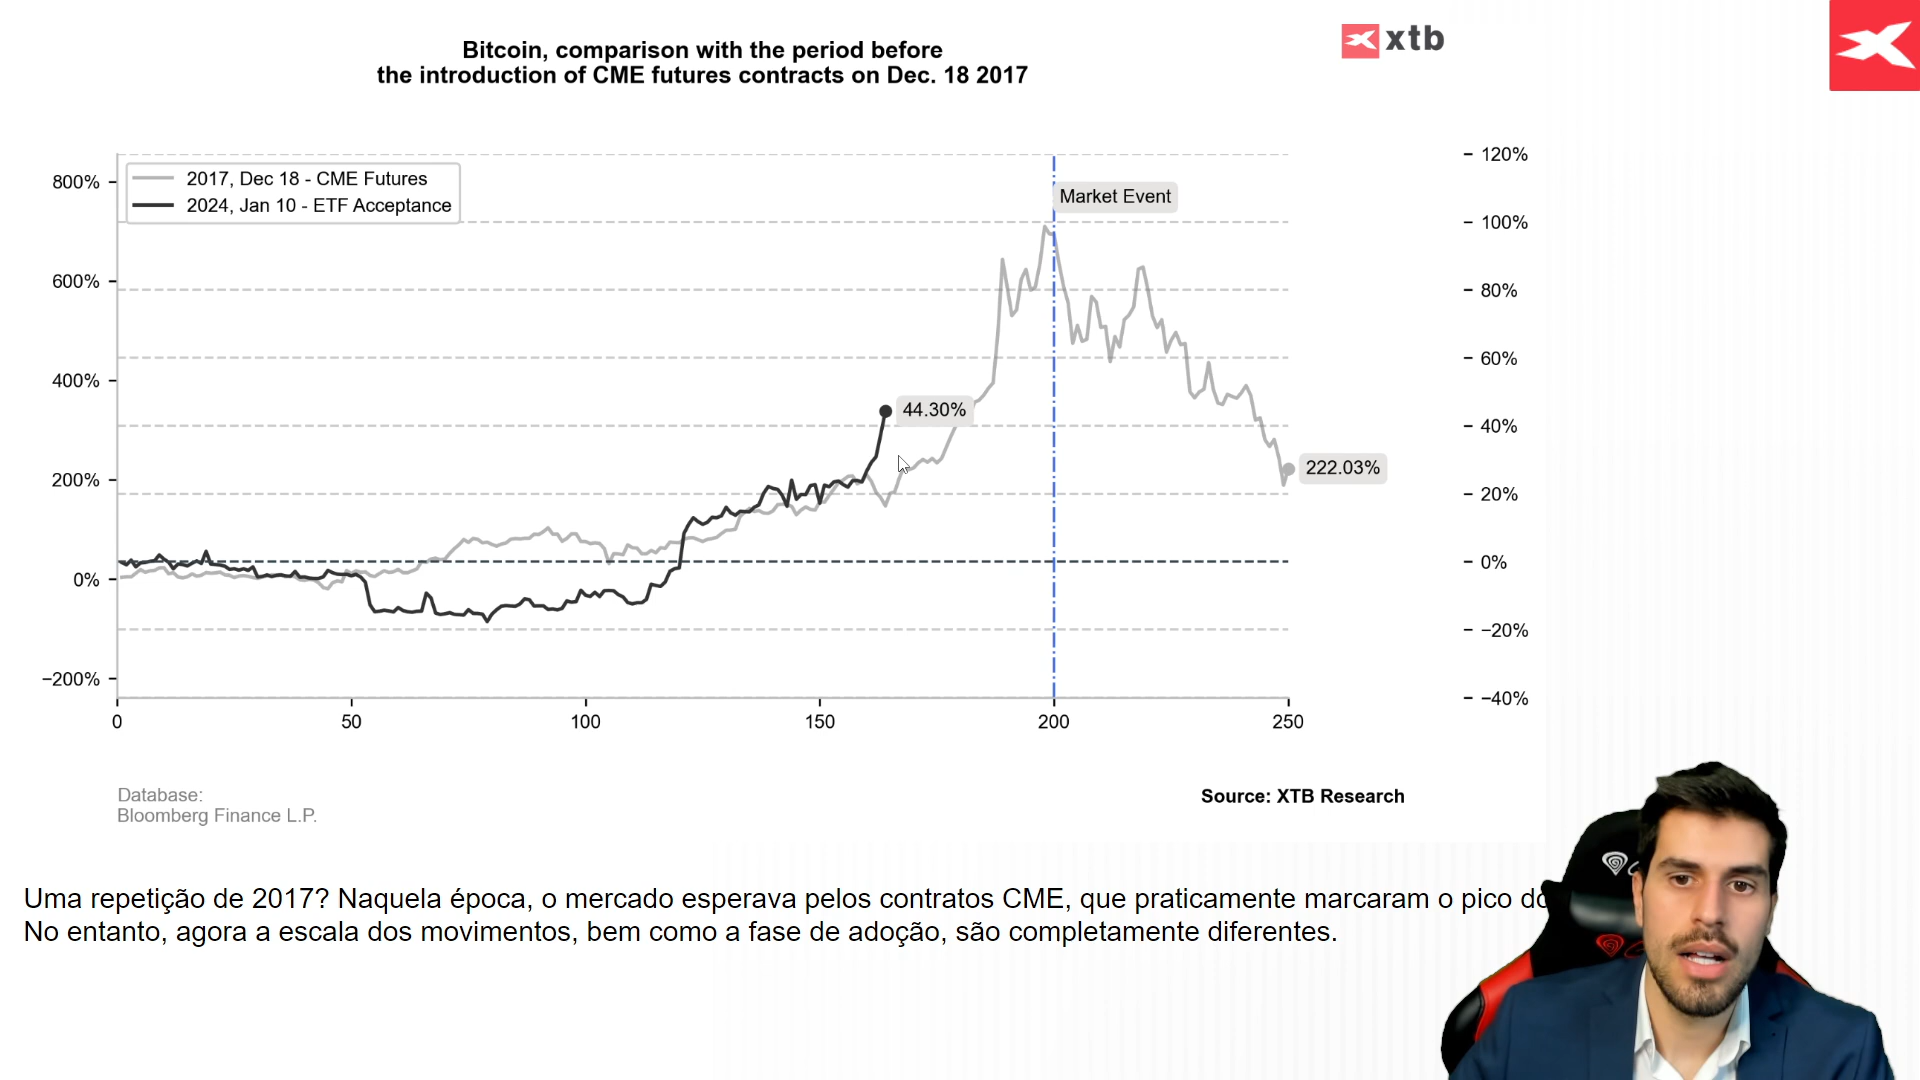 Bitcoin, comparison with the period before
the introduction of CME futures contracts on Dec. 18 2017
xtb
2017, Dec 18 - CME Futures
2024, Jan 10 - ETF Acceptance
Market Event
800%
600%
400%
200%
0%
−200%
120%
100%
80%
60%
40%
20%
0%
−20%
−40%
44.30%
222.03%
0
50
100
150
200
250
Database:
Bloomberg Finance L.P.
Source: XTB Research
Uma repetição de 2017? Naquela época, o mercado esperava pelos contratos CME, que praticamente marcaram o pico
No entanto, agora a escala dos movimentos, bem como a fase de adoção, são completamente diferentes.